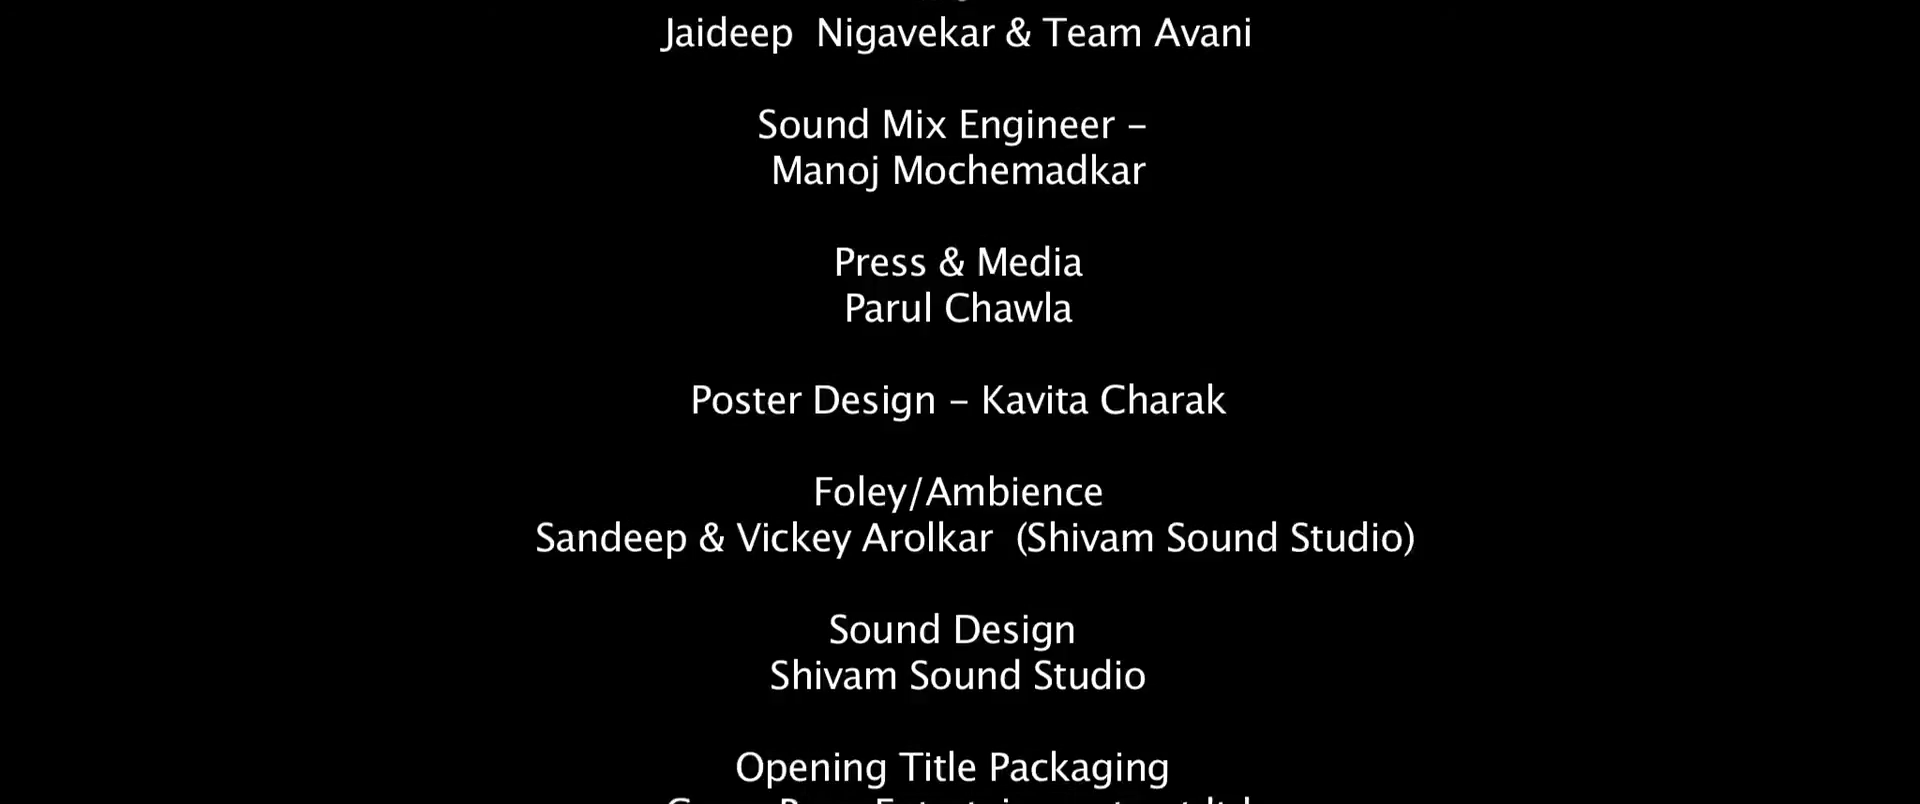 Jaideep  Nigavekar & Team Avani
Sound Mix Engineer –
Manoj Mochemadkar
Press & Media
Parul Chawla
Poster Design – Kavita Charak
Foley/Ambience
Sandeep & Vickey Arolkar  (Shivam Sound Studio)
Sound Design
Shivam Sound Studio
Opening Title Packaging